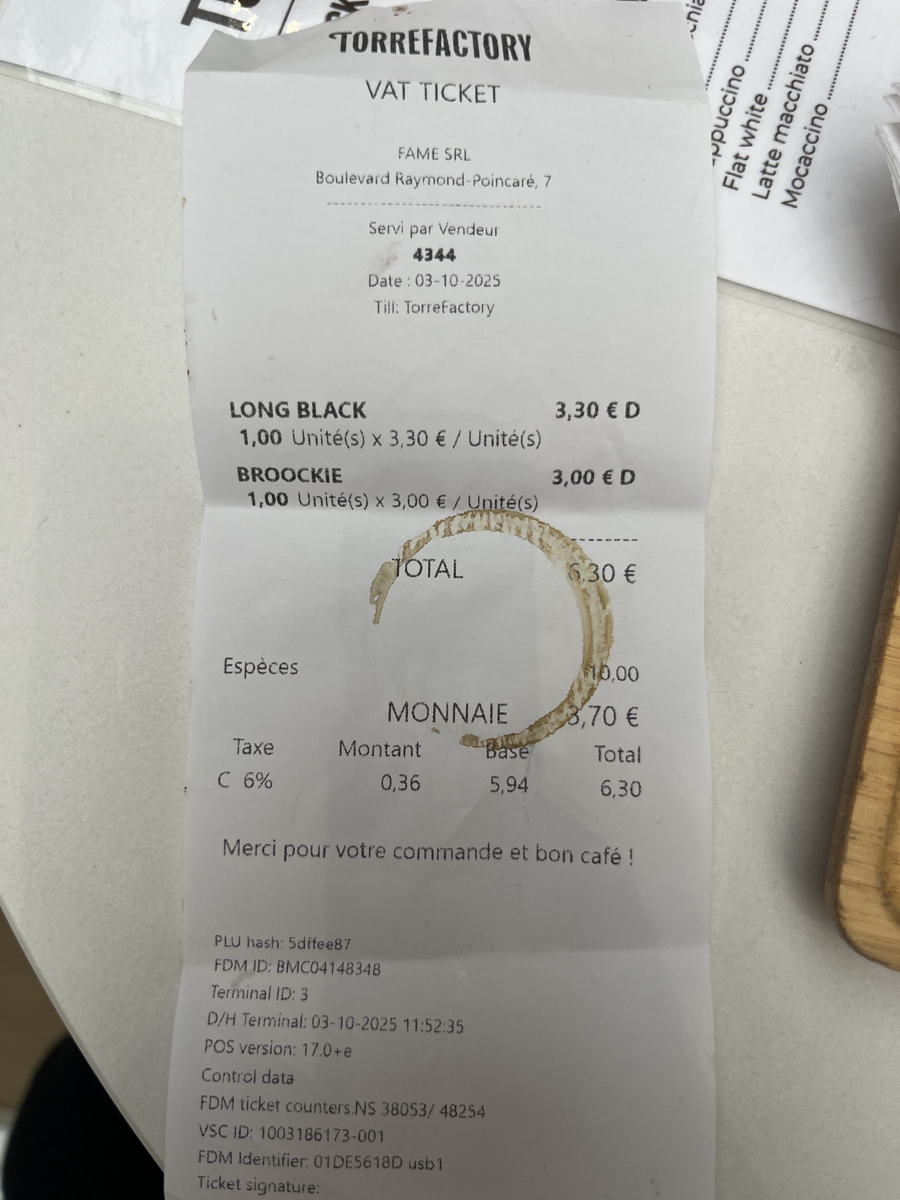 TORREFACTORY
VAT TICKET
FAME SRL
Boulevard Raymond-Poincaré, 7
Servi par Vendeur
4344
Date : 03-10-2025
Till: TorreFactory
LONG BLACK 3,30 € D
1,00 Unité(s) x 3,30 € / Unité(s)
BROOCKIE 3,00 € D
1,00 Unité(s) x 3,00 € / Unité(s)
TOTAL 6,30 €
Espèces 10,00
MONNAIE 3,70 €
Taxe Montant Base Total
C 6% 0,36 5,94 6,30
Merci pour votre commande et bon café !
PLU hash: 5dffee87
FDM ID: BMC04148348
Terminal ID: 3
D/H Terminal: 03-10-2025 11:52:35
POS version: 17.0+e
Control data
FDM ticket counters.NS 38053/ 48254
VSC ID: 1003186173-001
FDM Identifier: 01DE5618D usb1
Ticket signature:
Flat white
Latte macchiato
Mocaccino